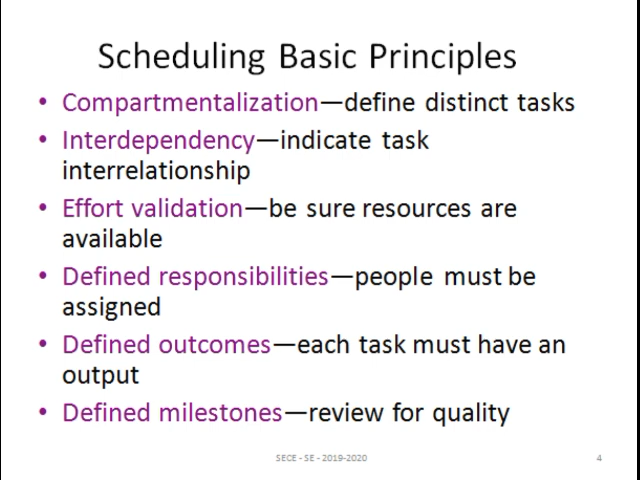 Scheduling Basic Principles
• Compartmentalization—define distinct tasks
• Interdependency—indicate task
interrelationship
• Effort validation—be sure resources are
available
• Defined responsibilities—people must be
assigned
• Defined outcomes—each task must have an
output
• Defined milestones—review for quality
SECE - SE - 2019-2020
4